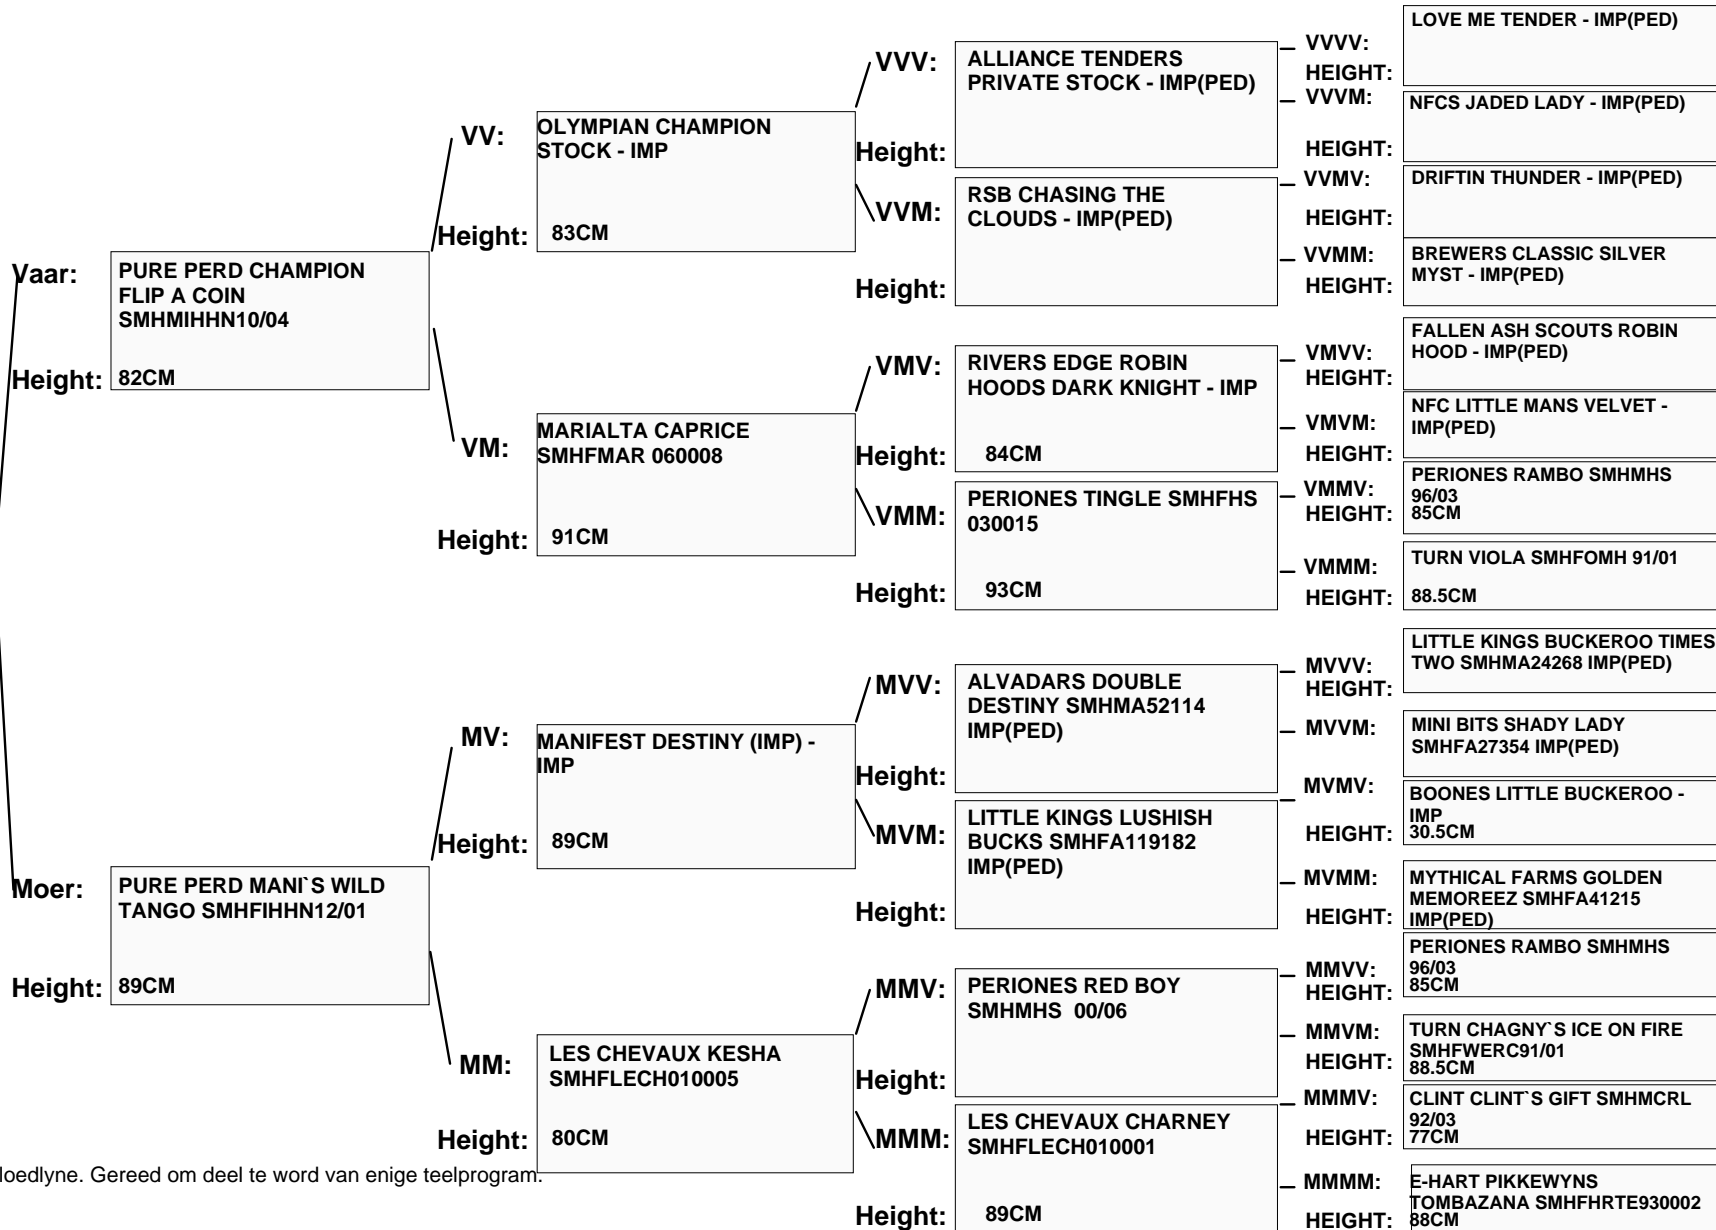 Vaar:
PURE PERD CHAMPION
FLIP A COIN
SMHMIHHN10/04
Height:
82CM
Moer:
PURE PERD MANI`S WILD
TANGO SMHFIHHN12/01
Height:
89CM
VV:
OLYMPIAN CHAMPION
STOCK - IMP
Height:
83CM
VM:
MARIALTA CAPRICE
SMHFMAR 060008
Height:
91CM
MV:
MANIFEST DESTINY (IMP) -
IMP
Height:
89CM
MM:
LES CHEVAUX KESHA
SMHFLECH010005
Height:
80CM
VVV:
ALLIANCE TENDERS
PRIVATE STOCK - IMP(PED)
Height:
VVM:
RSB CHASING THE
CLOUDS - IMP(PED)
Height:
VMV:
RIVERS EDGE ROBIN
HOODS DARK KNIGHT - IMP
Height:
84CM
VMM:
PERIONES TINGLE SMHFHS
030015
Height:
93CM
MVV:
ALVADARS DOUBLE
DESTINY SMHMA52114
IMP(PED)
Height:
MVM:
LITTLE KINGS LUSHISH
BUCKS SMHFA119182
IMP(PED)
Height:
MMV:
PERIONES RED BOY
SMHMHS  00/06
Height:
MMM:
LES CHEVAUX CHARNEY
SMHFLECH010001
Height:
89CM
VVVV:
LOVE ME TENDER - IMP(PED)
HEIGHT:
VVVM:
NFCS JADED LADY - IMP(PED)
HEIGHT:
VVMV:
DRIFTIN THUNDER - IMP(PED)
HEIGHT:
VVMM:
BREWERS CLASSIC SILVER
MYST - IMP(PED)
HEIGHT:
VMVV:
FALLEN ASH SCOUTS ROBIN
HOOD - IMP(PED)
HEIGHT:
VMVM:
NFC LITTLE MANS VELVET -
IMP(PED)
HEIGHT:
VMMV:
PERIONES RAMBO SMHMHS
96/03
HEIGHT:
85CM
VMMM:
TURN VIOLA SMHFOMH 91/01
HEIGHT:
88.5CM
MVVV:
LITTLE KINGS BUCKEROO TIMES
TWO SMHMA24268 IMP(PED)
HEIGHT:
MVVM:
MINI BITS SHADY LADY
SMHFA27354 IMP(PED)
MVMV:
BOONES LITTLE BUCKEROO -
IMP
HEIGHT:
30.5CM
MVMM:
MYTHICAL FARMS GOLDEN
MEMOREEZ SMHFA41215
IMP(PED)
HEIGHT:
MMVV:
PERIONES RAMBO SMHMHS
96/03
HEIGHT:
85CM
MMVM:
TURN CHAGNY`S ICE ON FIRE
SMHFWERC91/01
HEIGHT:
88.5CM
MMMV:
CLINT CLINT`S GIFT SMHMCRL
92/03
HEIGHT:
77CM
MMMM:
E-HART PIKKEWYNS
TOMBAZANA SMHFHRTE930002
HEIGHT:
88CM
loedlyne. Gereed om deel te word van enige teelprogram.